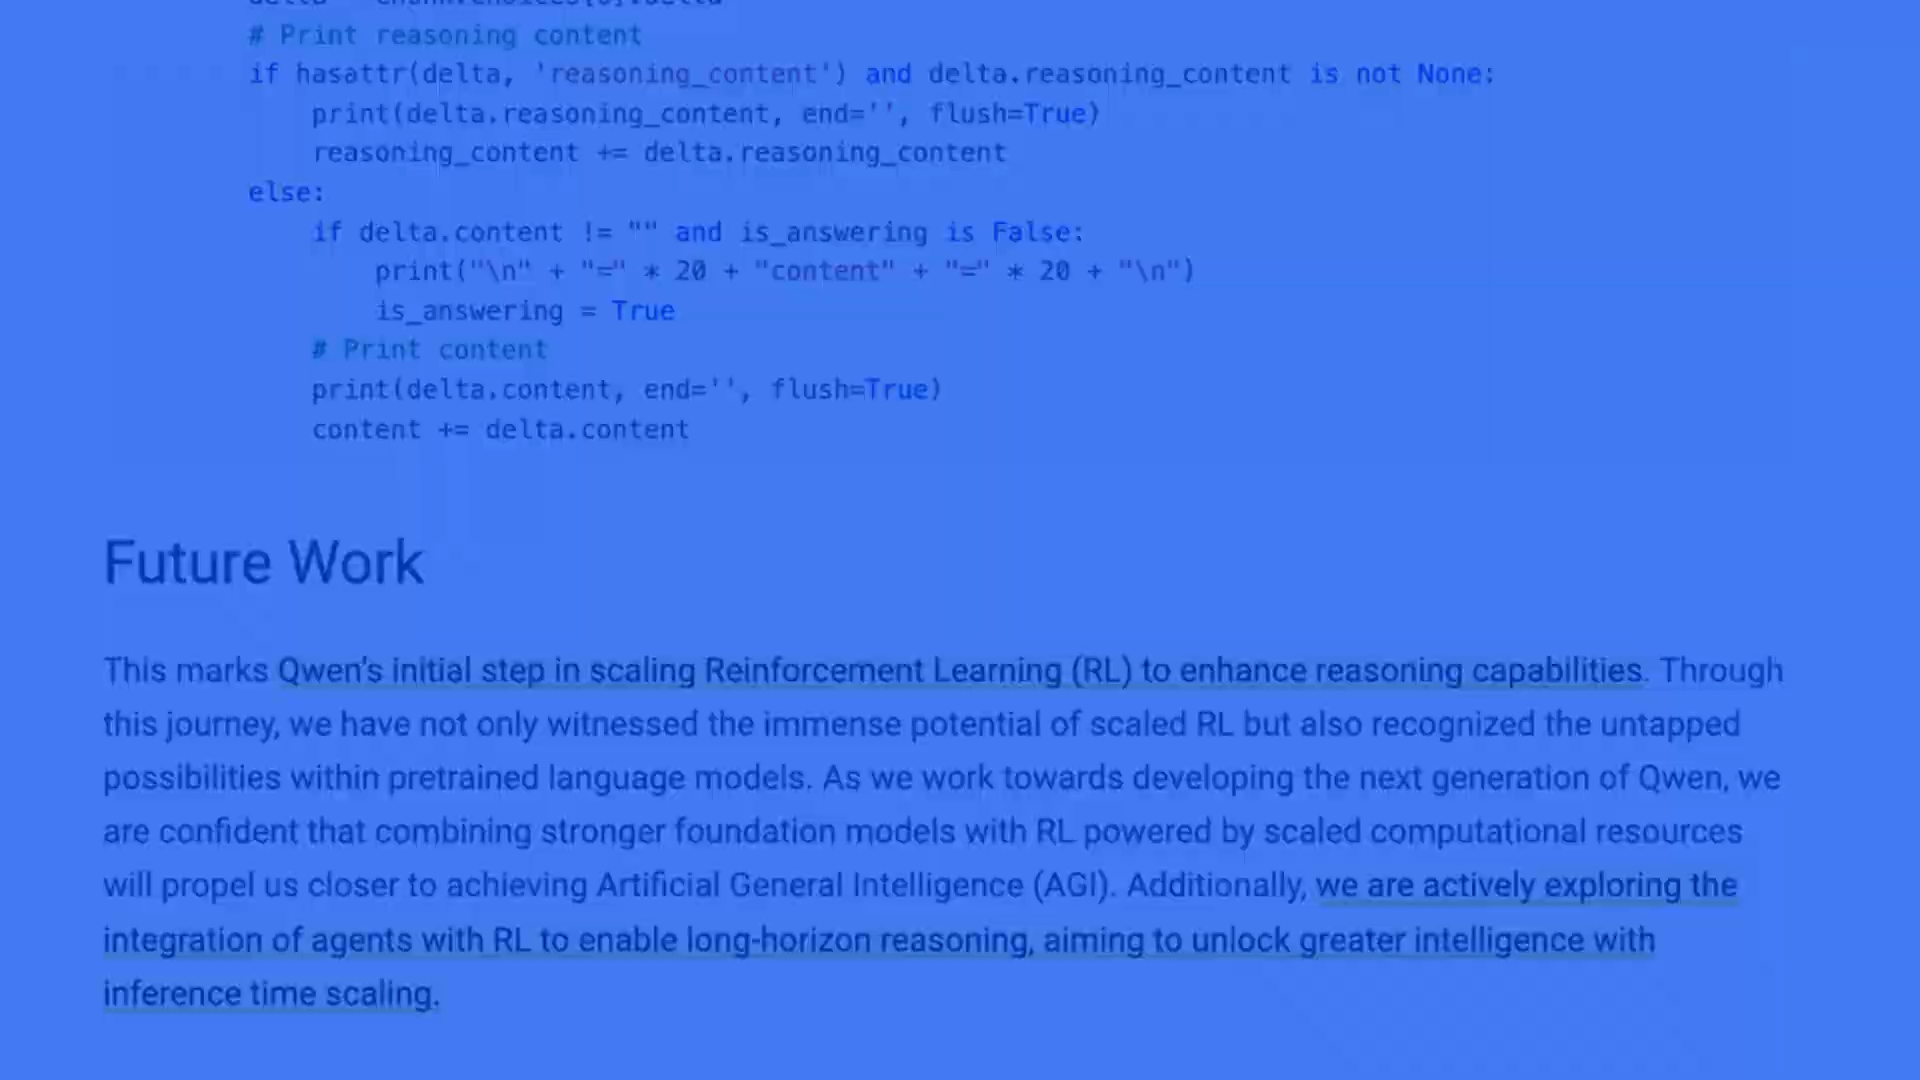 # Print reasoning content
if hasattr(delta, 'reasoning_content') and delta.reasoning_content is not None:
print(delta.reasoning_content, end='', flush=True)
reasoning_content += delta.reasoning_content
else:
if delta.content != "" and is_answering is False:
print("\n" + "=" * 20 + "content" + "=" * 20 + "\n")
is_answering = True
# Print content
print(delta.content, end='', flush=True)
content += delta.content
Future Work
This marks Qwen's initial step in scaling Reinforcement Learning (RL) to enhance reasoning capabilities. Through
this journey, we have not only witnessed the immense potential of scaled RL but also recognized the untapped
possibilities within pretrained language models. As we work towards developing the next generation of Qwen, we
are confident that combining stronger foundation models with RL powered by scaled computational resources
will propel us closer to achieving Artificial General Intelligence (AGI). Additionally, we are actively exploring the
integration of agents with RL to enable long-horizon reasoning, aiming to unlock greater intelligence with
inference time scaling.